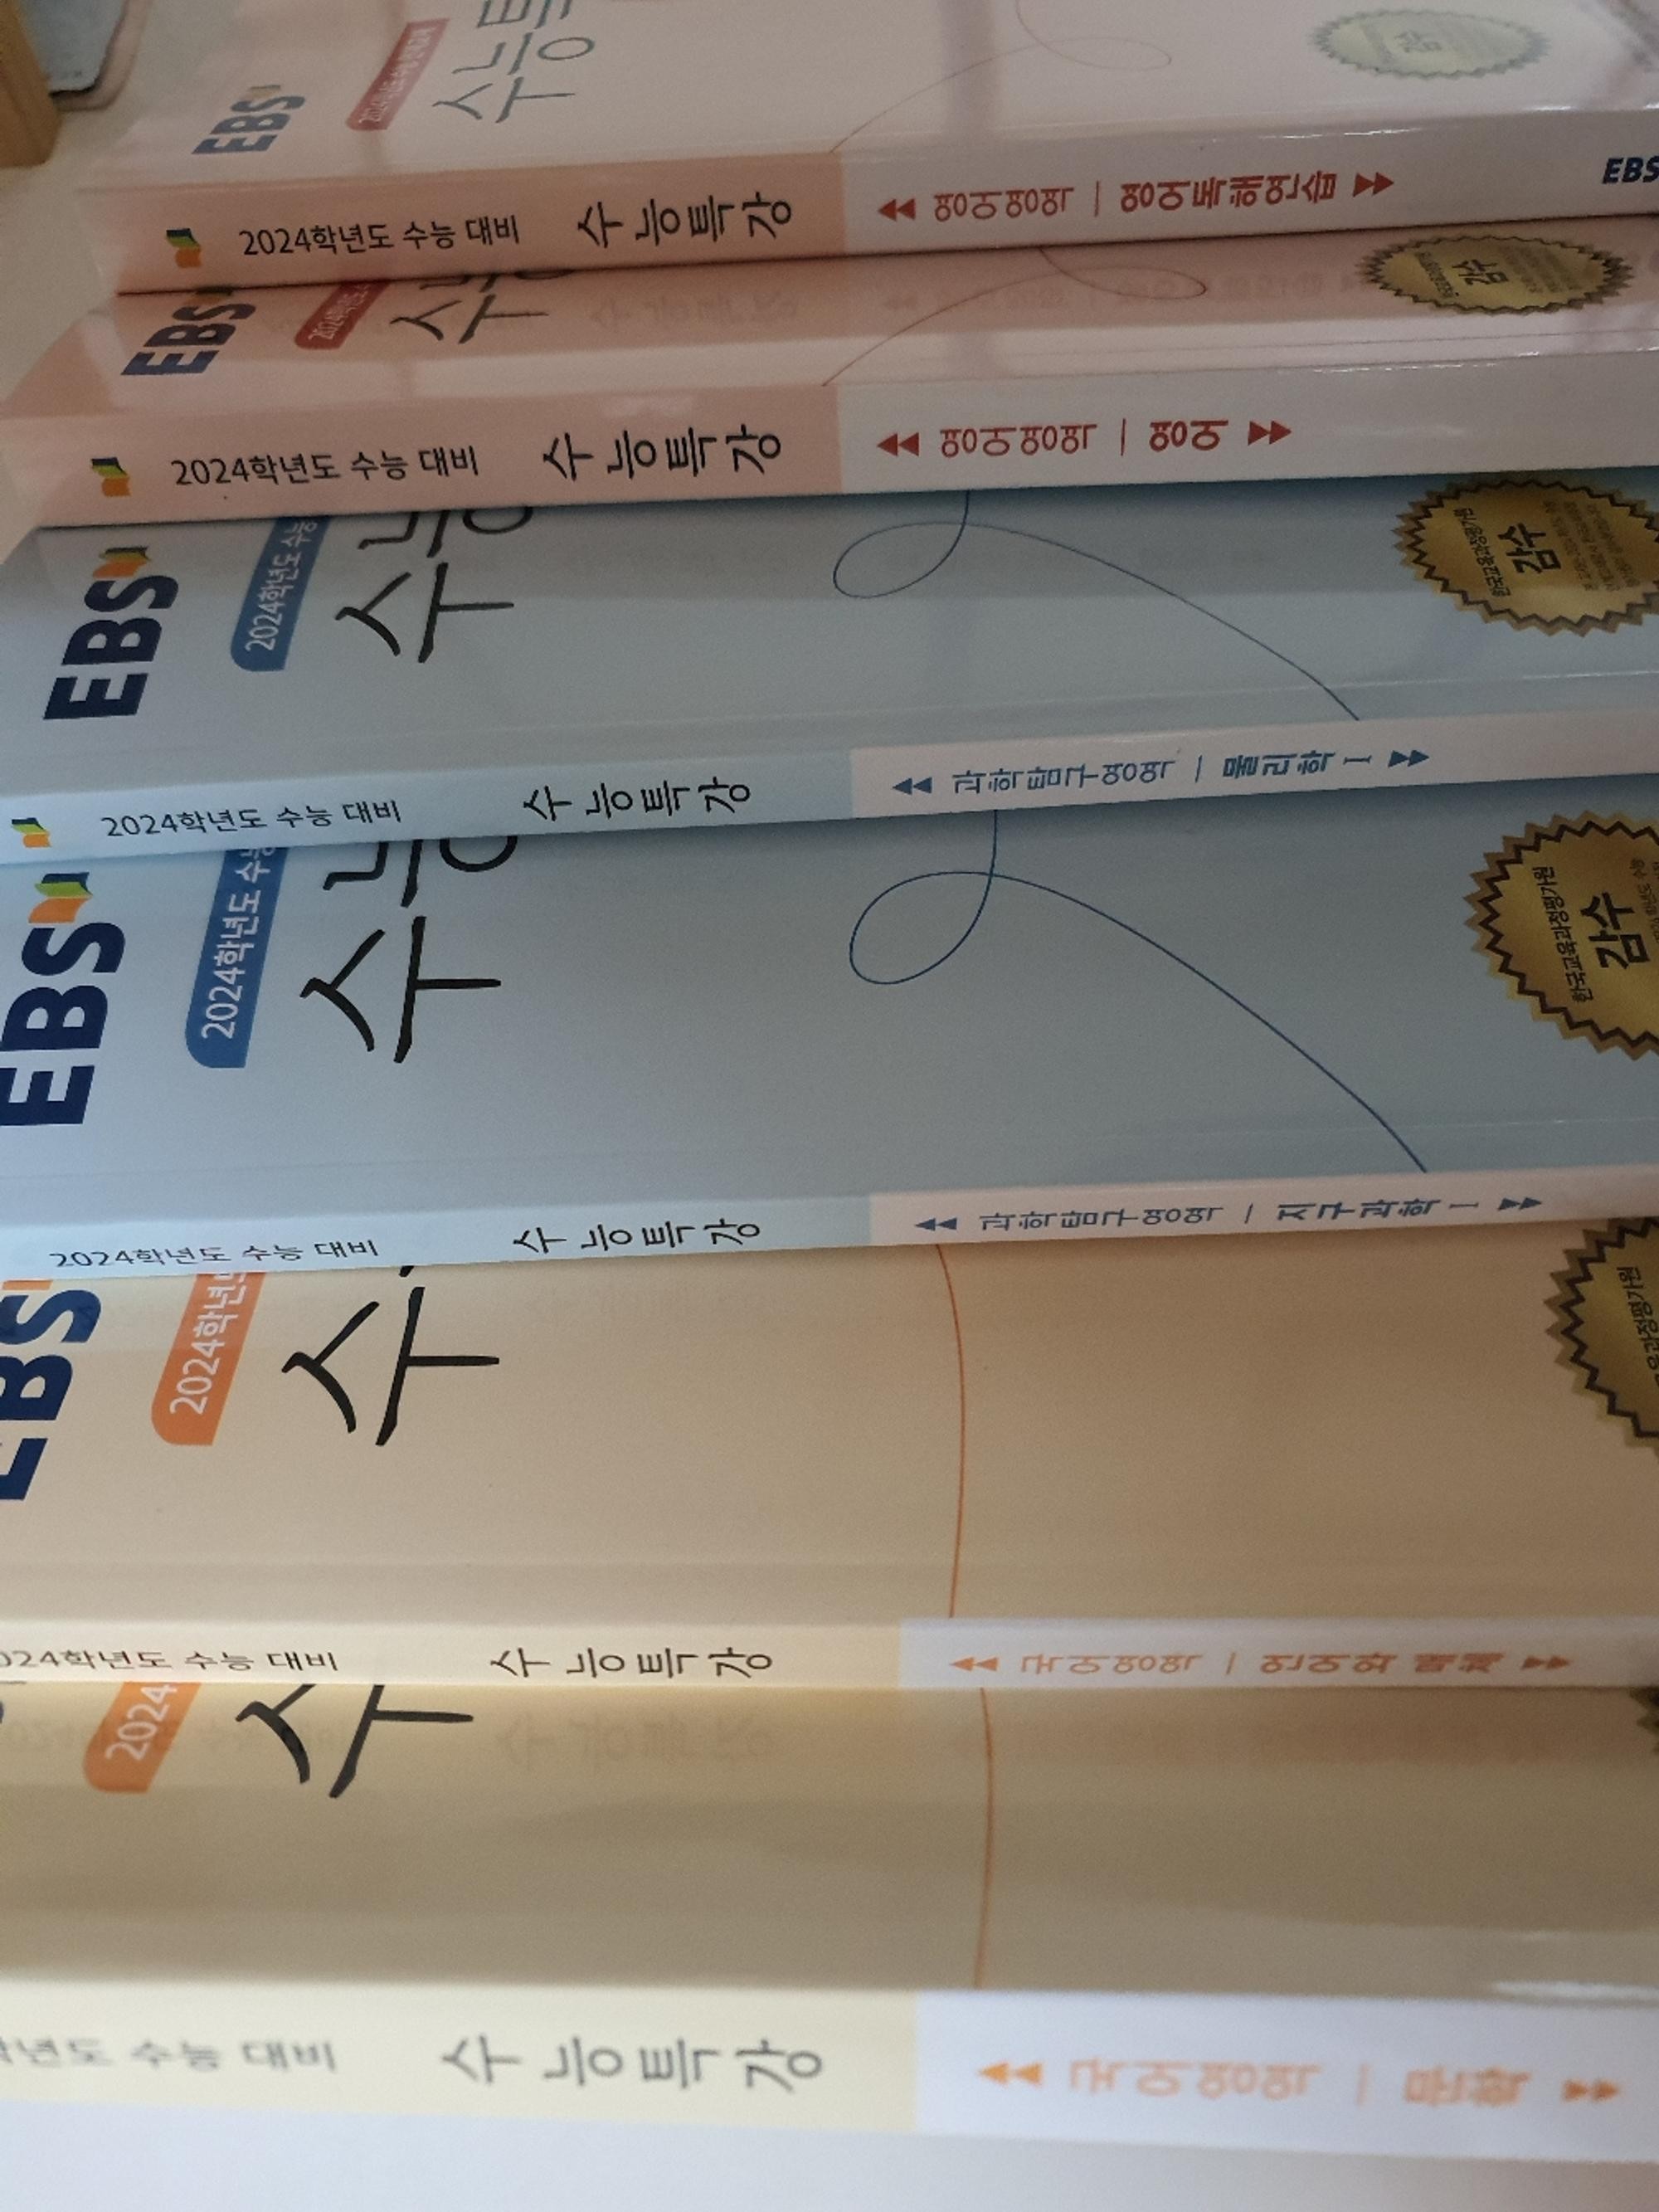 EBS
수능특
2024학년도 수능 대비 수능특강 영어영역 | 영어독해연습 EBS
EBS
감수
2024학년도 수능 대비 수능특강 영어영역 | 영어
EBS
2024학년도 수능
수능
한국교육과정평가원
감수
2024학년도 수능 대비 수능특강 과학탐구영역 | 물리학 I
EBS
2024학년도 수능
수능
한국교육과정평가원
감수
2024학년도 수능 대비 수능특강 과학탐구영역 | 지구과학 I
EBS
2024학년도
수
2024학년도 수능 대비 수능특강 국어영역 | 언어와 매체
2024
수
학년도 수능 대비 수능특강 국어영역 | 문학